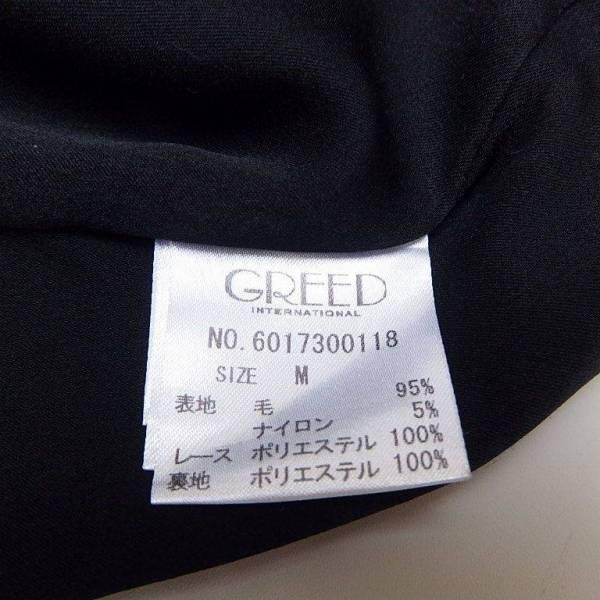 GREED
INTERNATIONAL
NO.6017300118
SIZE M
表地 毛 95%
ナイロン 5%
レース ポリエステル 100%
裏地 ポリエステル 100%